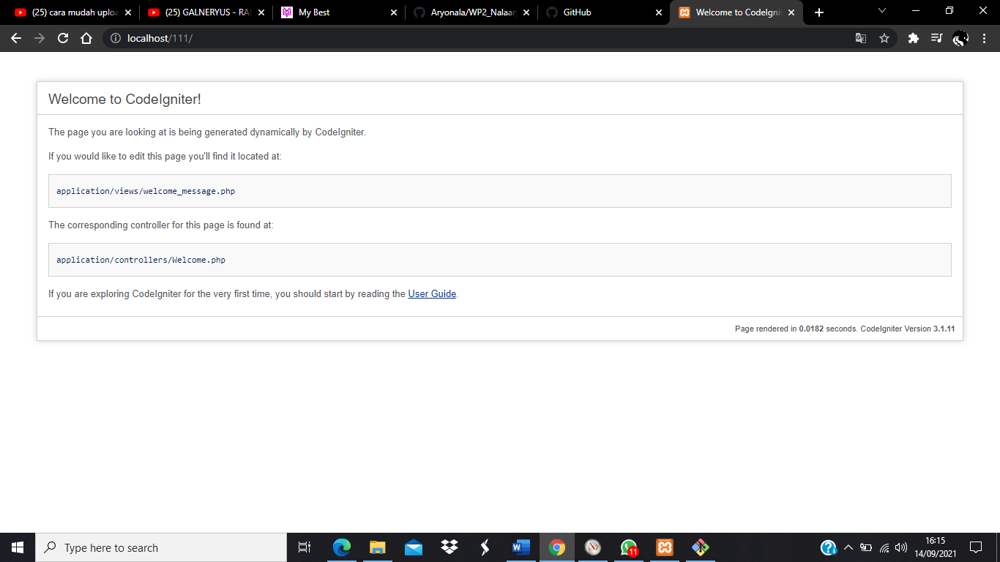 (25) cara mudah uploa
(25) GALNERYUS - RA
My Best
Aryonala/WP2_Nalaar
GitHub
Welcome to CodeIgnit
localhost/111/
Welcome to CodeIgniter!
The page you are looking at is being generated dynamically by CodeIgniter.
If you would like to edit this page you'll find it located at:
application/views/welcome_message.php
The corresponding controller for this page is found at:
application/controllers/Welcome.php
If you are exploring CodeIgniter for the very first time, you should start by reading the User Guide.
Page rendered in 0.0182 seconds. CodeIgniter Version 3.1.11
Type here to search
11
16:15
14/09/2021